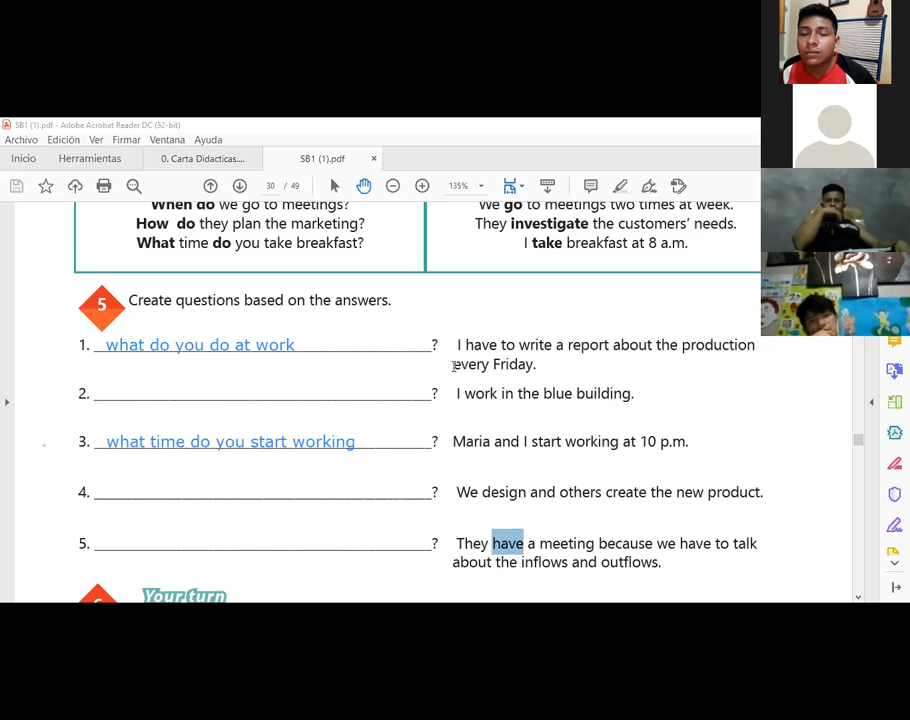 SB1 (1).pdf - Adobe Acrobat Reader DC (32-bit)
Archivo Edición Ver Firmar Ventana Ayuda
Inicio Herramientas 0. Carta Didacticas.... SB1 (1).pdf ×
30 / 49 135%
When do we go to meetings?
How do they plan the marketing?
What time do you take breakfast?
We go to meetings two times at week.
They investigate the customers' needs.
I take breakfast at 8 a.m.
5 Create questions based on the answers.
1. what do you do at work ? I have to write a report about the production
every Friday.
2. ? I work in the blue building.
3. what time do you start working ? Maria and I start working at 10 p.m.
4. ? We design and others create the new product.
5. ? They have a meeting because we have to talk
about the inflows and outflows.
6 Your turn